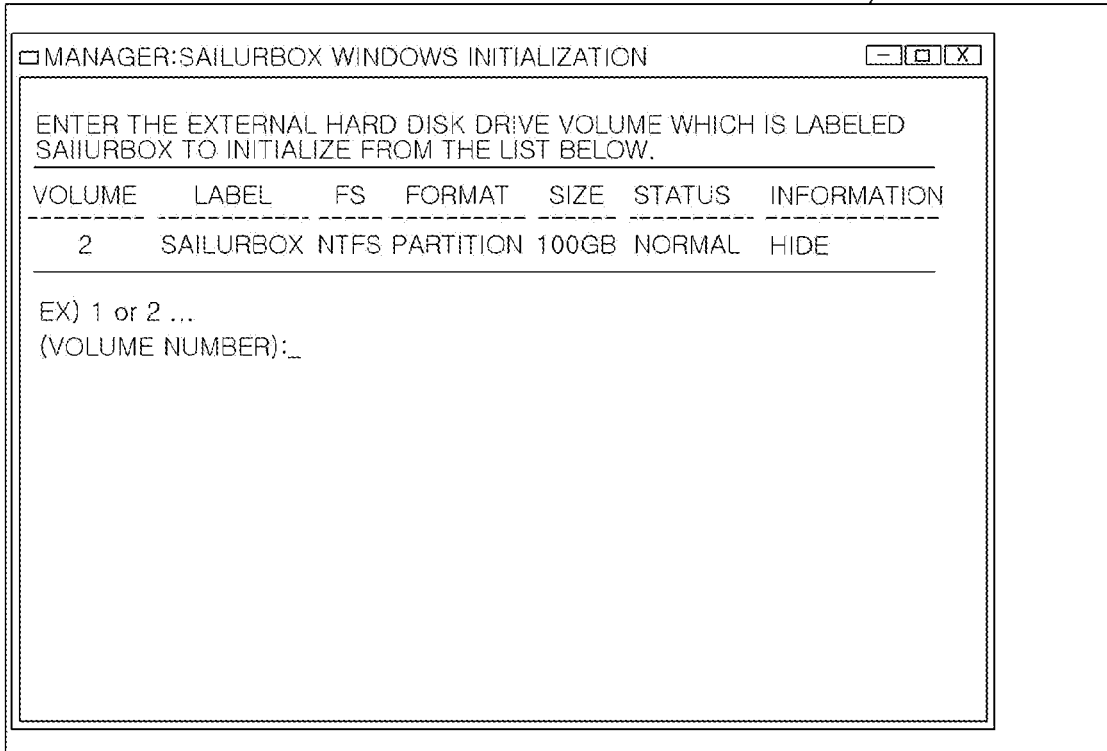 MANAGER:SAILURBOX WINDOWS INITIALIZATION
ENTER THE EXTERNAL HARD DISK DRIVE VOLUME WHICH IS LABELED
SAIIURBOX TO INITIALIZE FROM THE LIST BELOW.
VOLUME LABEL FS FORMAT SIZE STATUS INFORMATION
2 SAILURBOX NTFS PARTITION 100GB NORMAL HIDE
EX) 1 or 2 ...
(VOLUME NUMBER):_